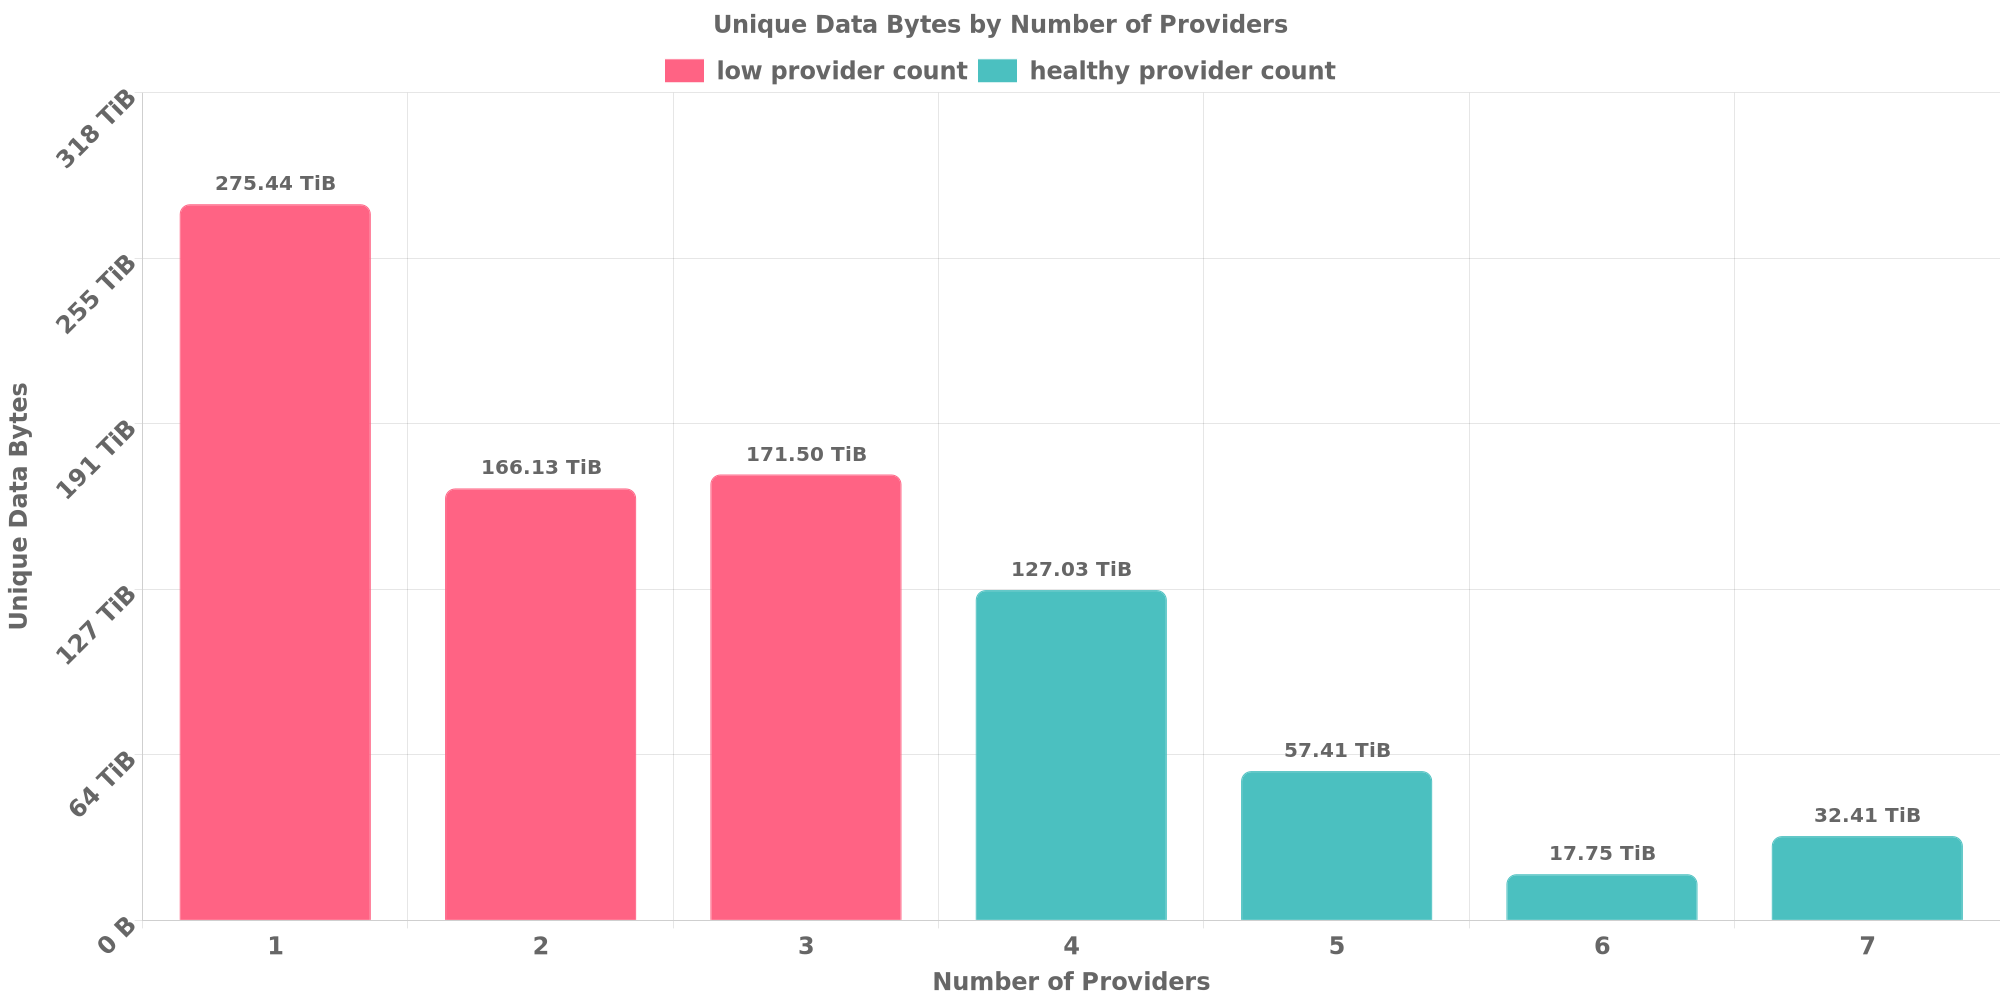 Unique Data Bytes by Number of Providers
low provider count healthy provider count
318 TiB
255 TiB
191 TiB
127 TiB
64 TiB
0 B
Unique Data Bytes
275.44 TiB
166.13 TiB
171.50 TiB
127.03 TiB
57.41 TiB
17.75 TiB
32.41 TiB
1 2 3 4 5 6 7
Number of Providers